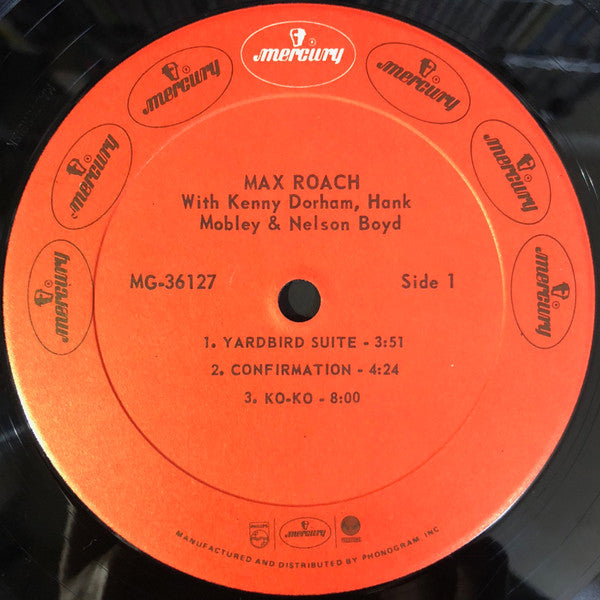 mercury
mercury
mercury
mercury
mercury
mercury
mercury
MAX ROACH
With Kenny Dorham, Hank
Mobley & Nelson Boyd
MG-36127 Side 1
1. YARDBIRD SUITE - 3:51
2. CONFIRMATION - 4:24
3. KO-KO - 8:00
PHILIPS mercury
MANUFACTURED AND DISTRIBUTED BY PHONOGRAM INC